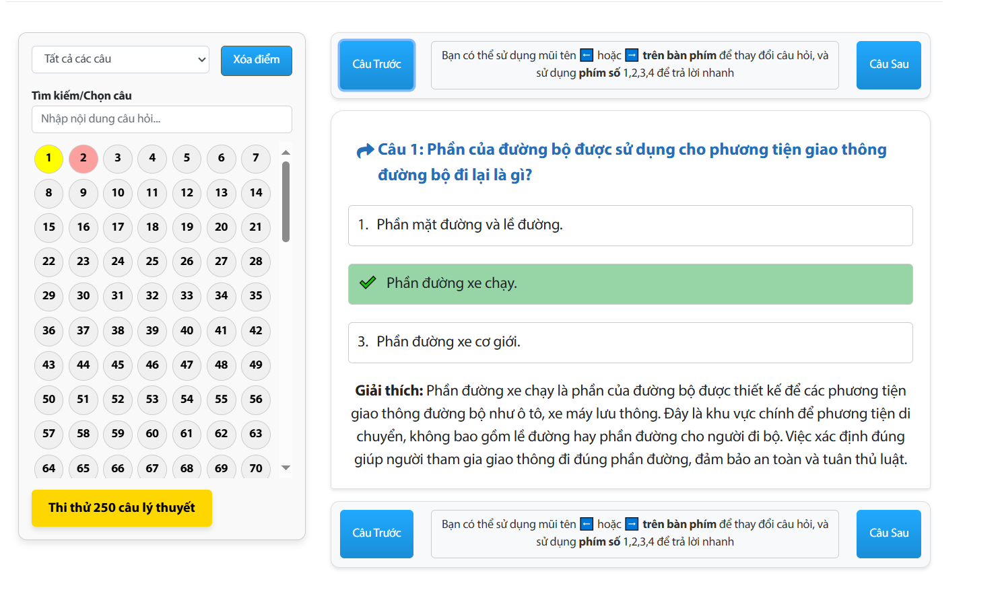 Tất cả các câu
Xóa điểm
Tìm kiếm/Chọn câu
Nhập nội dung câu hỏi...
1 2 3 4 5 6 7
8 9 10 11 12 13 14
15 16 17 18 19 20 21
22 23 24 25 26 27 28
29 30 31 32 33 34 35
36 37 38 39 40 41 42
43 44 45 46 47 48 49
50 51 52 53 54 55 56
57 58 59 60 61 62 63
64 65 66 67 68 69 70
Thi thử 250 câu lý thuyết
Câu Trước
Bạn có thể sử dụng mũi tên ← hoặc → trên bàn phím để thay đổi câu hỏi, và
sử dụng phím số 1,2,3,4 để trả lời nhanh
Câu Sau
Câu 1: Phần của đường bộ được sử dụng cho phương tiện giao thông
đường bộ đi lại là gì?
1. Phần mặt đường và lề đường.
Phần đường xe chạy.
3. Phần đường xe cơ giới.
Giải thích: Phần đường xe chạy là phần của đường bộ được thiết kế để các phương tiện
giao thông đường bộ như ô tô, xe máy lưu thông. Đây là khu vực chính để phương tiện di
chuyển, không bao gồm lề đường hay phần đường cho người đi bộ. Việc xác định đúng
giúp người tham gia giao thông đi đúng phần đường, đảm bảo an toàn và tuân thủ luật.
Câu Trước
Bạn có thể sử dụng mũi tên ← hoặc → trên bàn phím để thay đổi câu hỏi, và
sử dụng phím số 1,2,3,4 để trả lời nhanh
Câu Sau